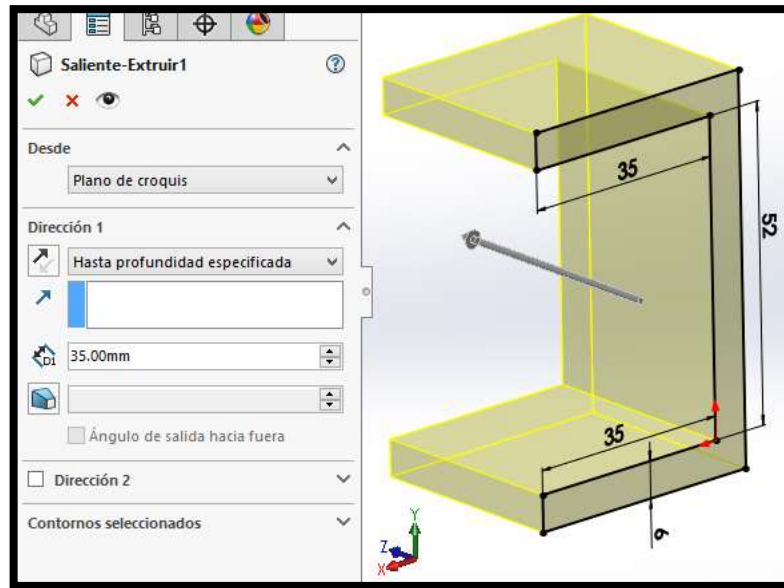 Saliente-Extruir1
Desde
Plano de croquis
Dirección 1
Hasta profundidad especificada
D1
35.00mm
Ángulo de salida hacia fuera
Dirección 2
Contornos seleccionados
35
52
35
6
Y
Z
X